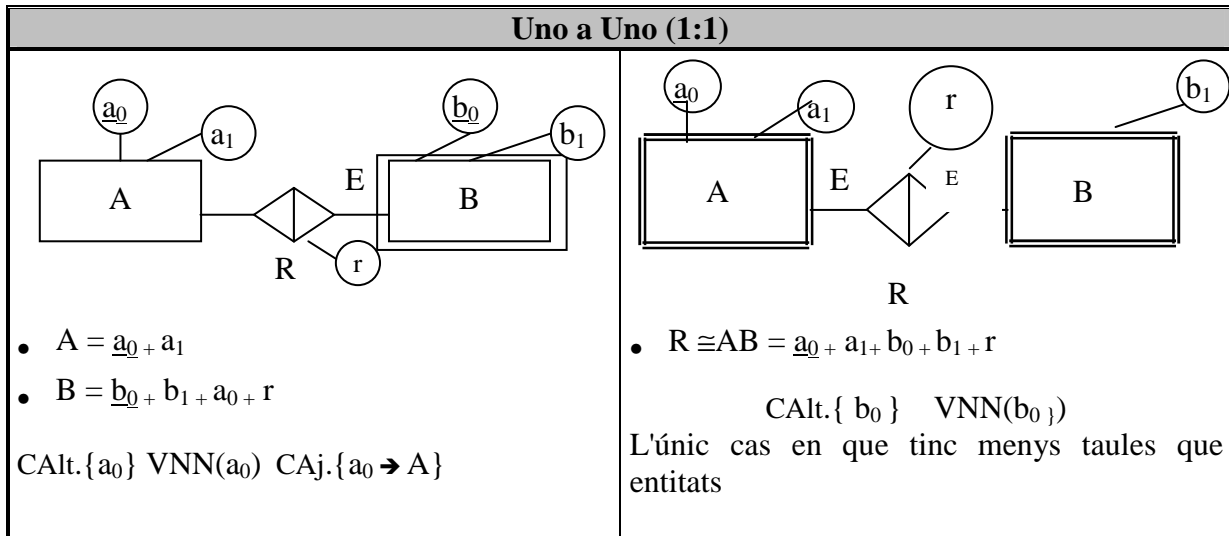 Uno a Uno (1:1)
a0
a1
b0
b1
A
E
B
R
r
• A = a0 + a1
• B = b0 + b1 + a0 + r
CAlt.{a0} VNN(a0) CAj.{a0 ➔ A}
a0
a1
r
b1
A
E
E
B
R
• R ≅AB = a0 + a1+ b0 + b1 + r
CAlt.{ b0 } VNN(b0 })
L'únic cas en que tinc menys taules que
entitats